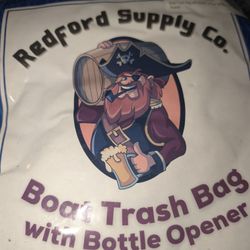 Redford Supply Co.
Boat Trash Bag
with Bottle Opener